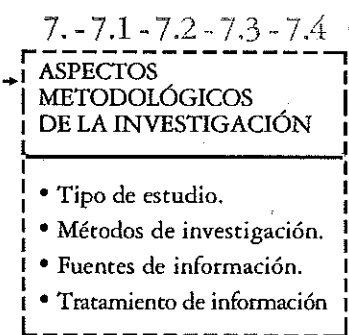 7. - 7.1 - 7.2 - 7.3 - 7.4
ASPECTOS
METODOLÓGICOS
DE LA INVESTIGACIÓN
• Tipo de estudio.
• Métodos de investigación.
• Fuentes de información.
• Tratamiento de información